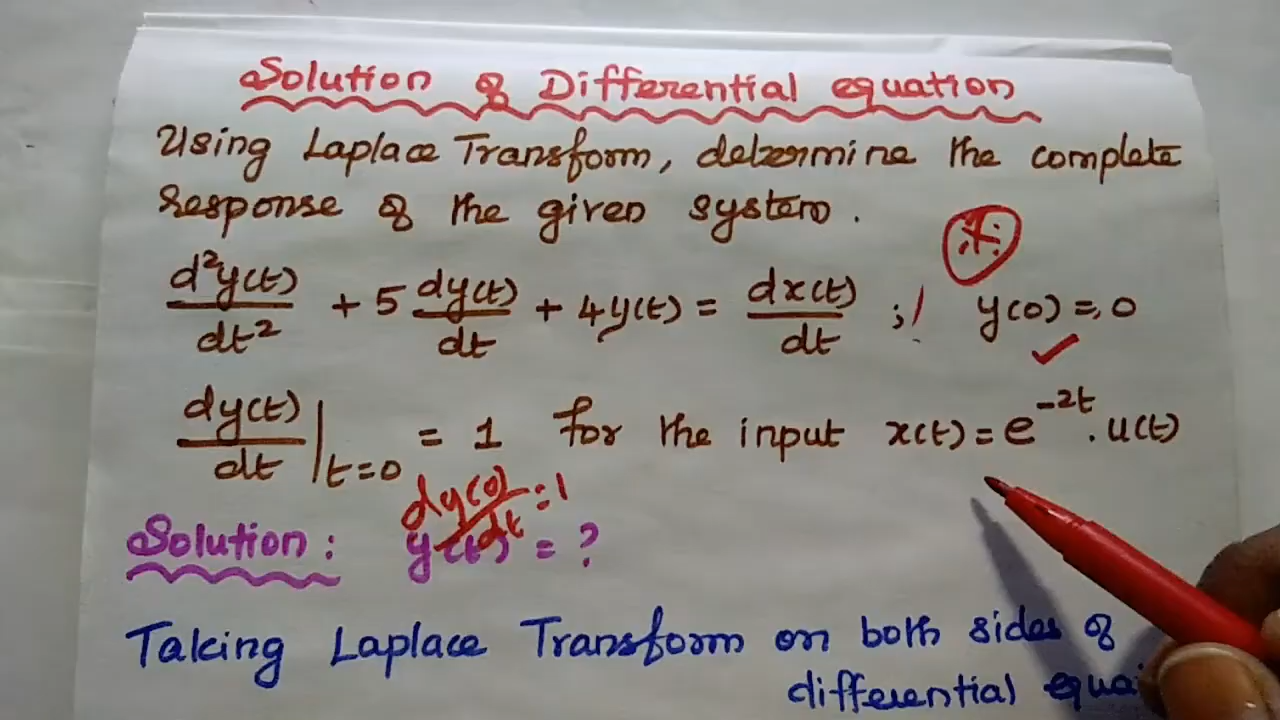 Solution of Differential equation
Using Laplace Transform, determine the complete
response of the given system.
d²y(t)/dt² + 5 dy(t)/dt + 4y(t) = dx(t)/dt ; y(0) = 0
dy(t)/dt |t=0 = 1 for the input x(t) = e^-2t . u(t)
dy(0)/dt = 1
Solution : y(t) = ?
Taking Laplace Transform on both sides of
differential